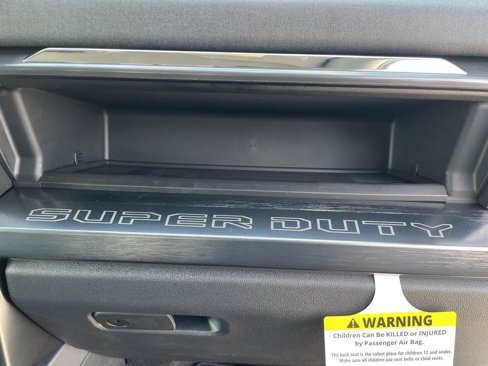 SUPER DUTY
WARNING
Children Can Be KILLED or INJURED
by Passenger Air Bag.
The back seat is the safest place for children 12 and under.
Make sure all children use seat belts or child seats.